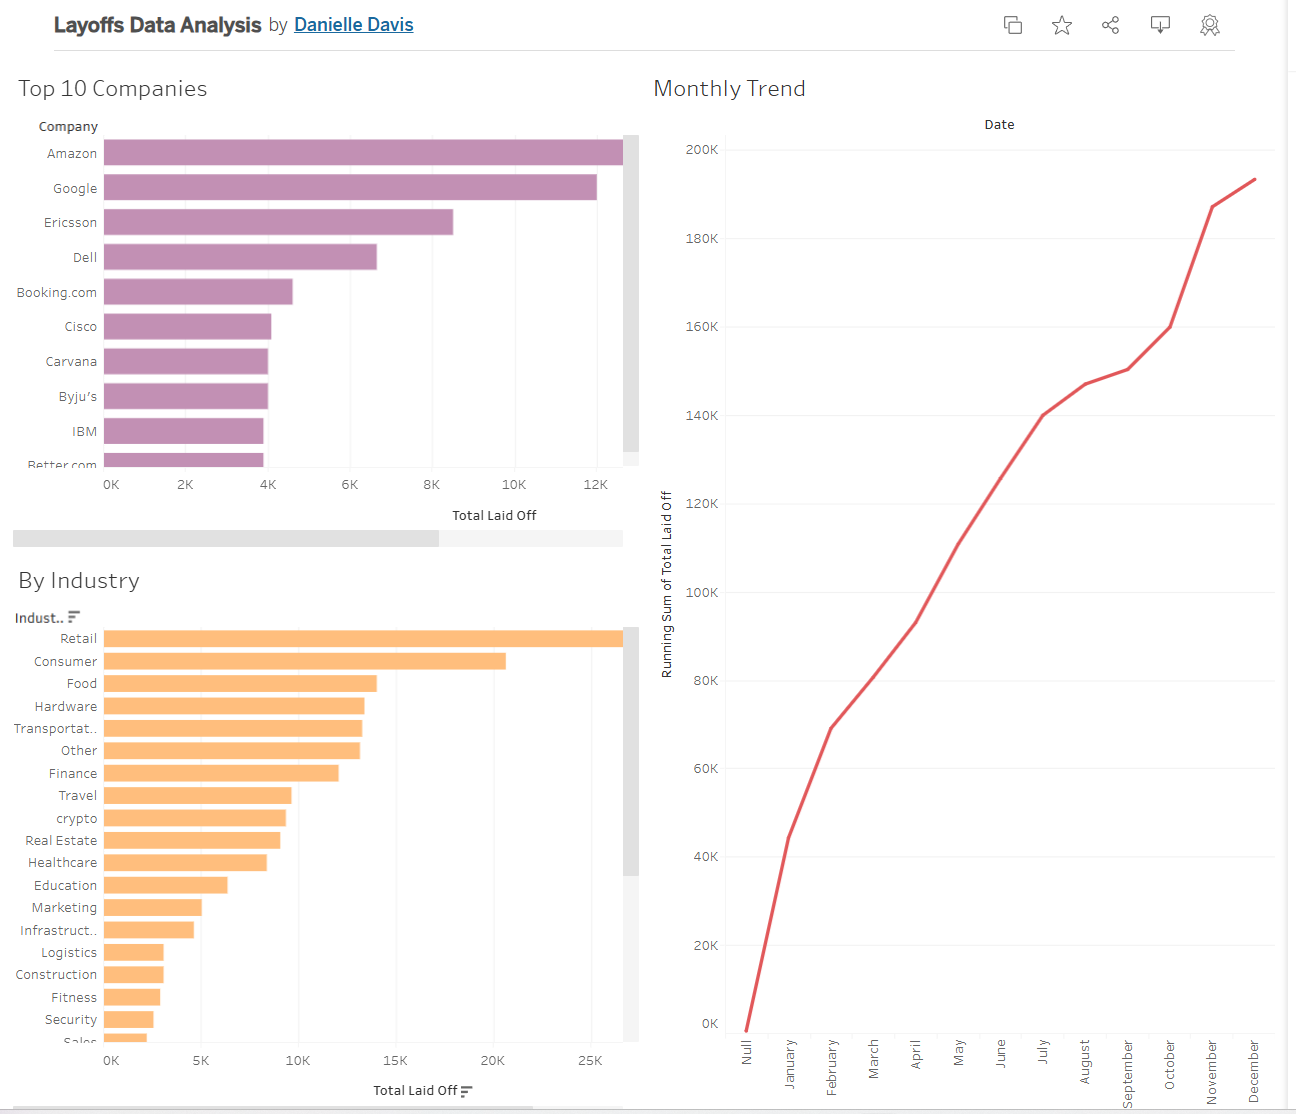 Layoffs Data Analysis by Danielle Davis
Top 10 Companies
Company
Amazon
Google
Ericsson
Dell
Booking.com
Cisco
Carvana
Byju's
IBM
Better.com
0K 2K 4K 6K 8K 10K 12K
Total Laid Off
By Industry
Indust..
Retail
Consumer
Food
Hardware
Transportat..
Other
Finance
Travel
crypto
Real Estate
Healthcare
Education
Marketing
Infrastruct..
Logistics
Construction
Fitness
Security
Sales
0K 5K 10K 15K 20K 25K
Total Laid Off
Monthly Trend
Date
200K
180K
160K
140K
120K
100K
80K
60K
40K
20K
0K
Running Sum of Total Laid Off
Null
January
February
March
April
May
June
July
August
September
October
November
December